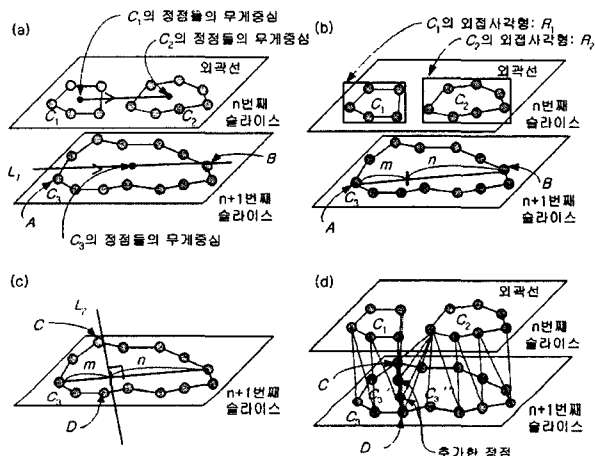 (a)
C₁의 정점들의 무게중심
C₂의 정점들의 무게중심
외곽선
C₁
C₂
n번째
슬라이스
L₁
B
C₃
A
n+1번째
슬라이스
C₃의 정점들의 무게중심
(b)
C₁의 외접사각형: R₁
C₂의 외접사각형: R₂
외곽선
C₁
C₂
n번째
슬라이스
m
n
C₃
A
B
n+1번째
슬라이스
(c)
L₂
C
m
n
C₃
D
n+1번째
슬라이스
(d)
외곽선
C₁
C₂
n번째
슬라이스
C
C₃'
C₃''
C₃
D
n+1번째
슬라이스
추가한 정점